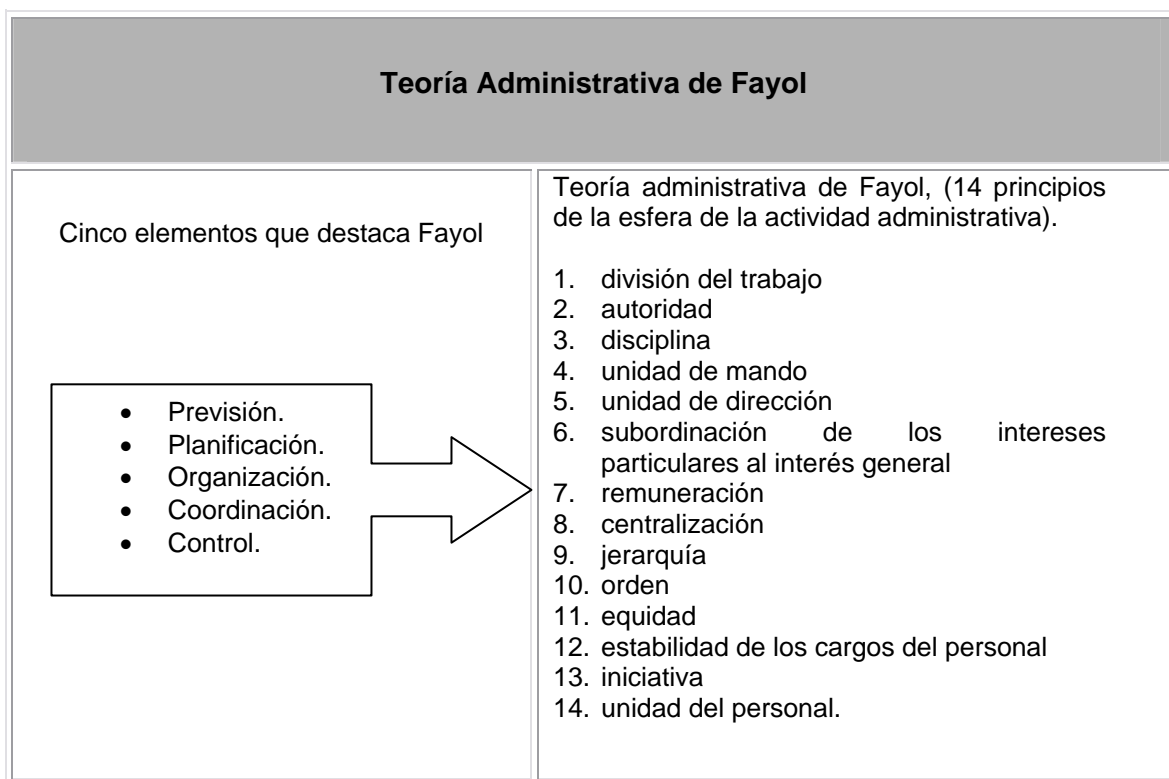 Teoría Administrativa de Fayol
Cinco elementos que destaca Fayol
• Previsión.
• Planificación.
• Organización.
• Coordinación.
• Control.
Teoría administrativa de Fayol, (14 principios
de la esfera de la actividad administrativa).
1. división del trabajo
2. autoridad
3. disciplina
4. unidad de mando
5. unidad de dirección
6. subordinación de los intereses
particulares al interés general
7. remuneración
8. centralización
9. jerarquía
10. orden
11. equidad
12. estabilidad de los cargos del personal
13. iniciativa
14. unidad del personal.